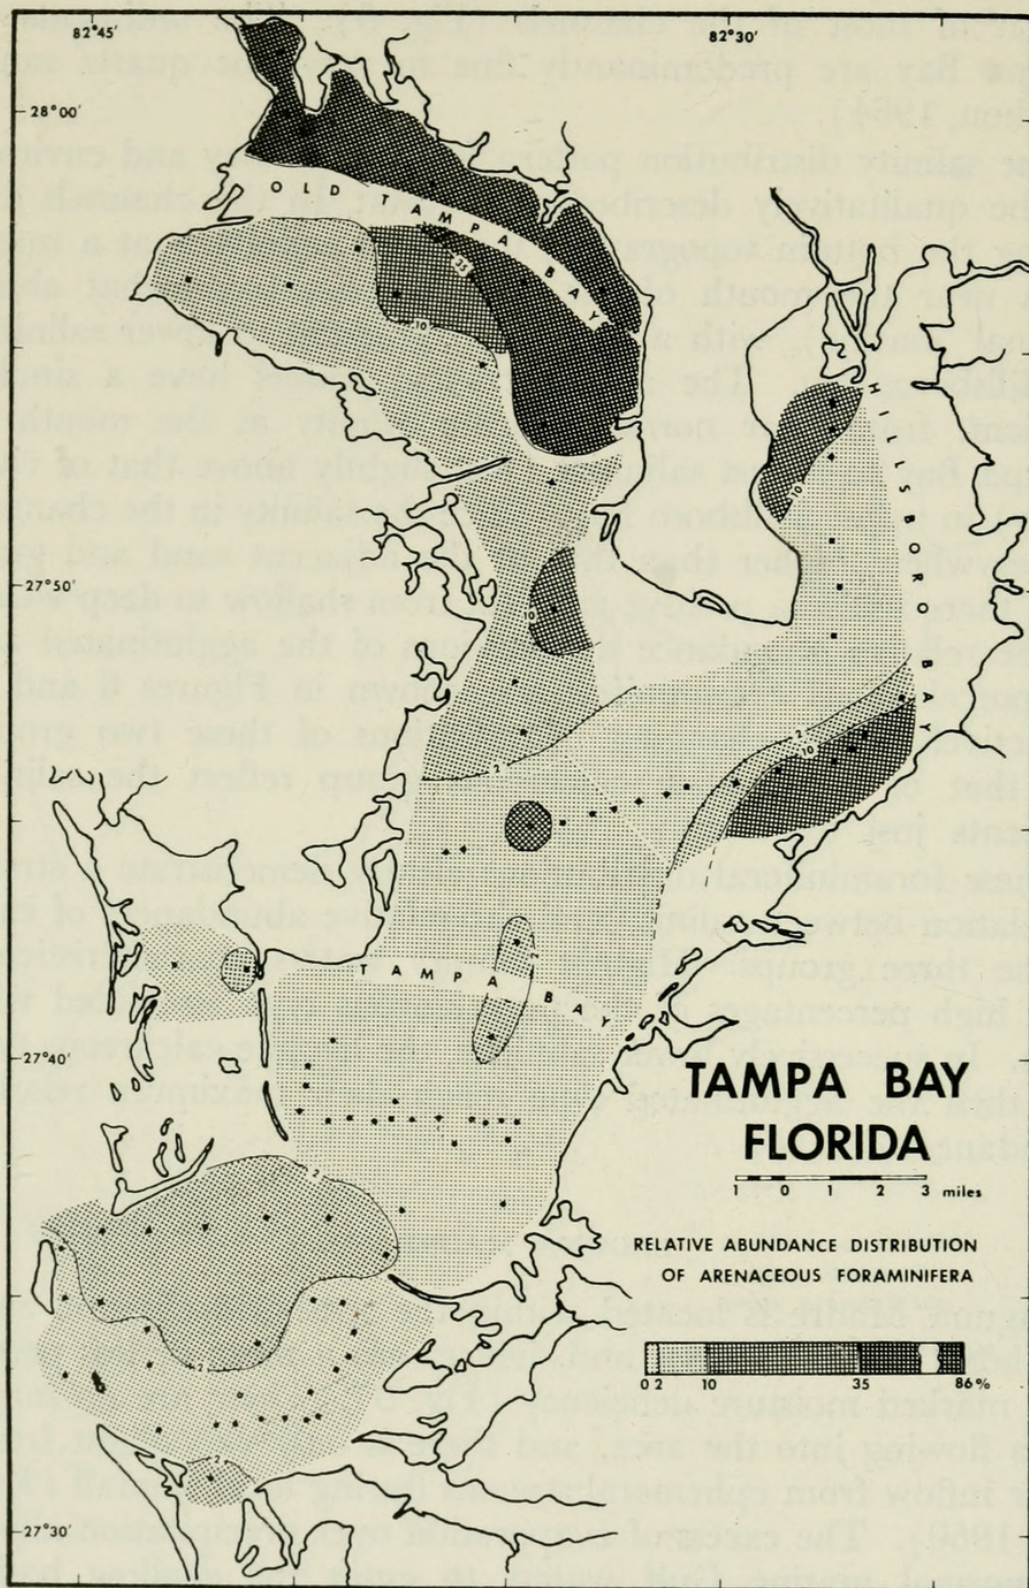 82°45'
82°30'
28°00'
OLD TAMPA BAY
35
10
HILLSBORO BAY
10
27°50'
10
2
2
10
TAMPA BAY
2
27°40'
TAMPA BAY
FLORIDA
1 0 1 2 3 miles
2
RELATIVE ABUNDANCE DISTRIBUTION
OF ARENACEOUS FORAMINIFERA
0 2 10 35 86%
2
2
27°30'